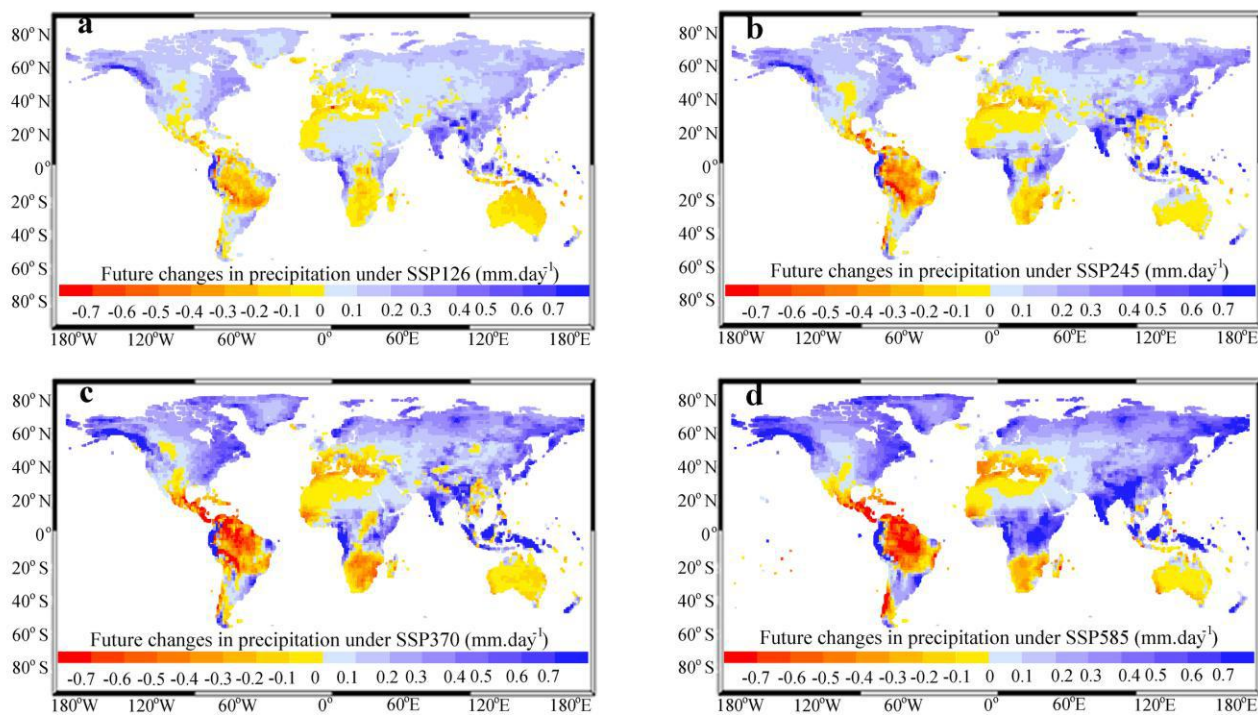 a
80° N
60° N
40° N
20° N
0°
20° S
40° S
60° S
80° S
Future changes in precipitation under SSP126 (mm.day-1)
-0.7 -0.6 -0.5 -0.4 -0.3 -0.2 -0.1 0 0.1 0.2 0.3 0.4 0.5 0.6 0.7
180°W 120°W 60°W 0° 60°E 120°E 180°E
b
80° N
60° N
40° N
20° N
0°
20° S
40° S
60° S
80° S
Future changes in precipitation under SSP245 (mm.day-1)
-0.7 -0.6 -0.5 -0.4 -0.3 -0.2 -0.1 0 0.1 0.2 0.3 0.4 0.5 0.6 0.7
180°W 120°W 60°W 0° 60°E 120°E 180°E
c
80° N
60° N
40° N
20° N
0°
20° S
40° S
60° S
80° S
Future changes in precipitation under SSP370 (mm.day-1)
-0.7 -0.6 -0.5 -0.4 -0.3 -0.2 -0.1 0 0.1 0.2 0.3 0.4 0.5 0.6 0.7
180°W 120°W 60°W 0° 60°E 120°E 180°E
d
80° N
60° N
40° N
20° N
0°
20° S
40° S
60° S
80° S
Future changes in precipitation under SSP585 (mm.day-1)
-0.7 -0.6 -0.5 -0.4 -0.3 -0.2 -0.1 0 0.1 0.2 0.3 0.4 0.5 0.6 0.7
180°W 120°W 60°W 0° 60°E 120°E 180°E